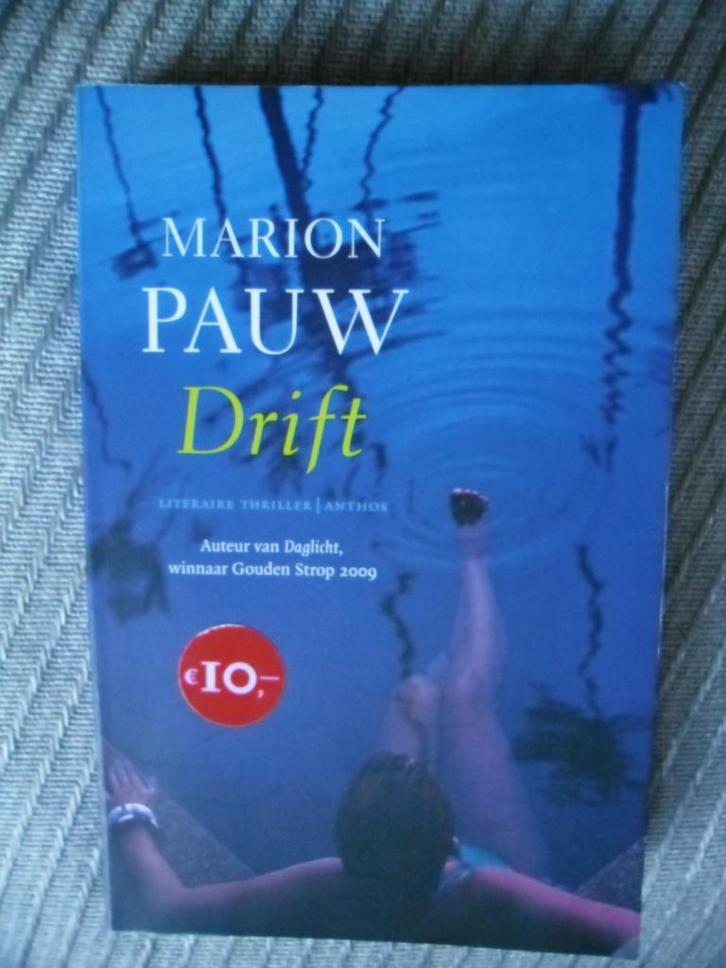 MARION
PAUW
Drift
LITERAIRE THRILLER | ANTHOS
Auteur van Daglicht,
winnaar Gouden Strop 2009
€10,–